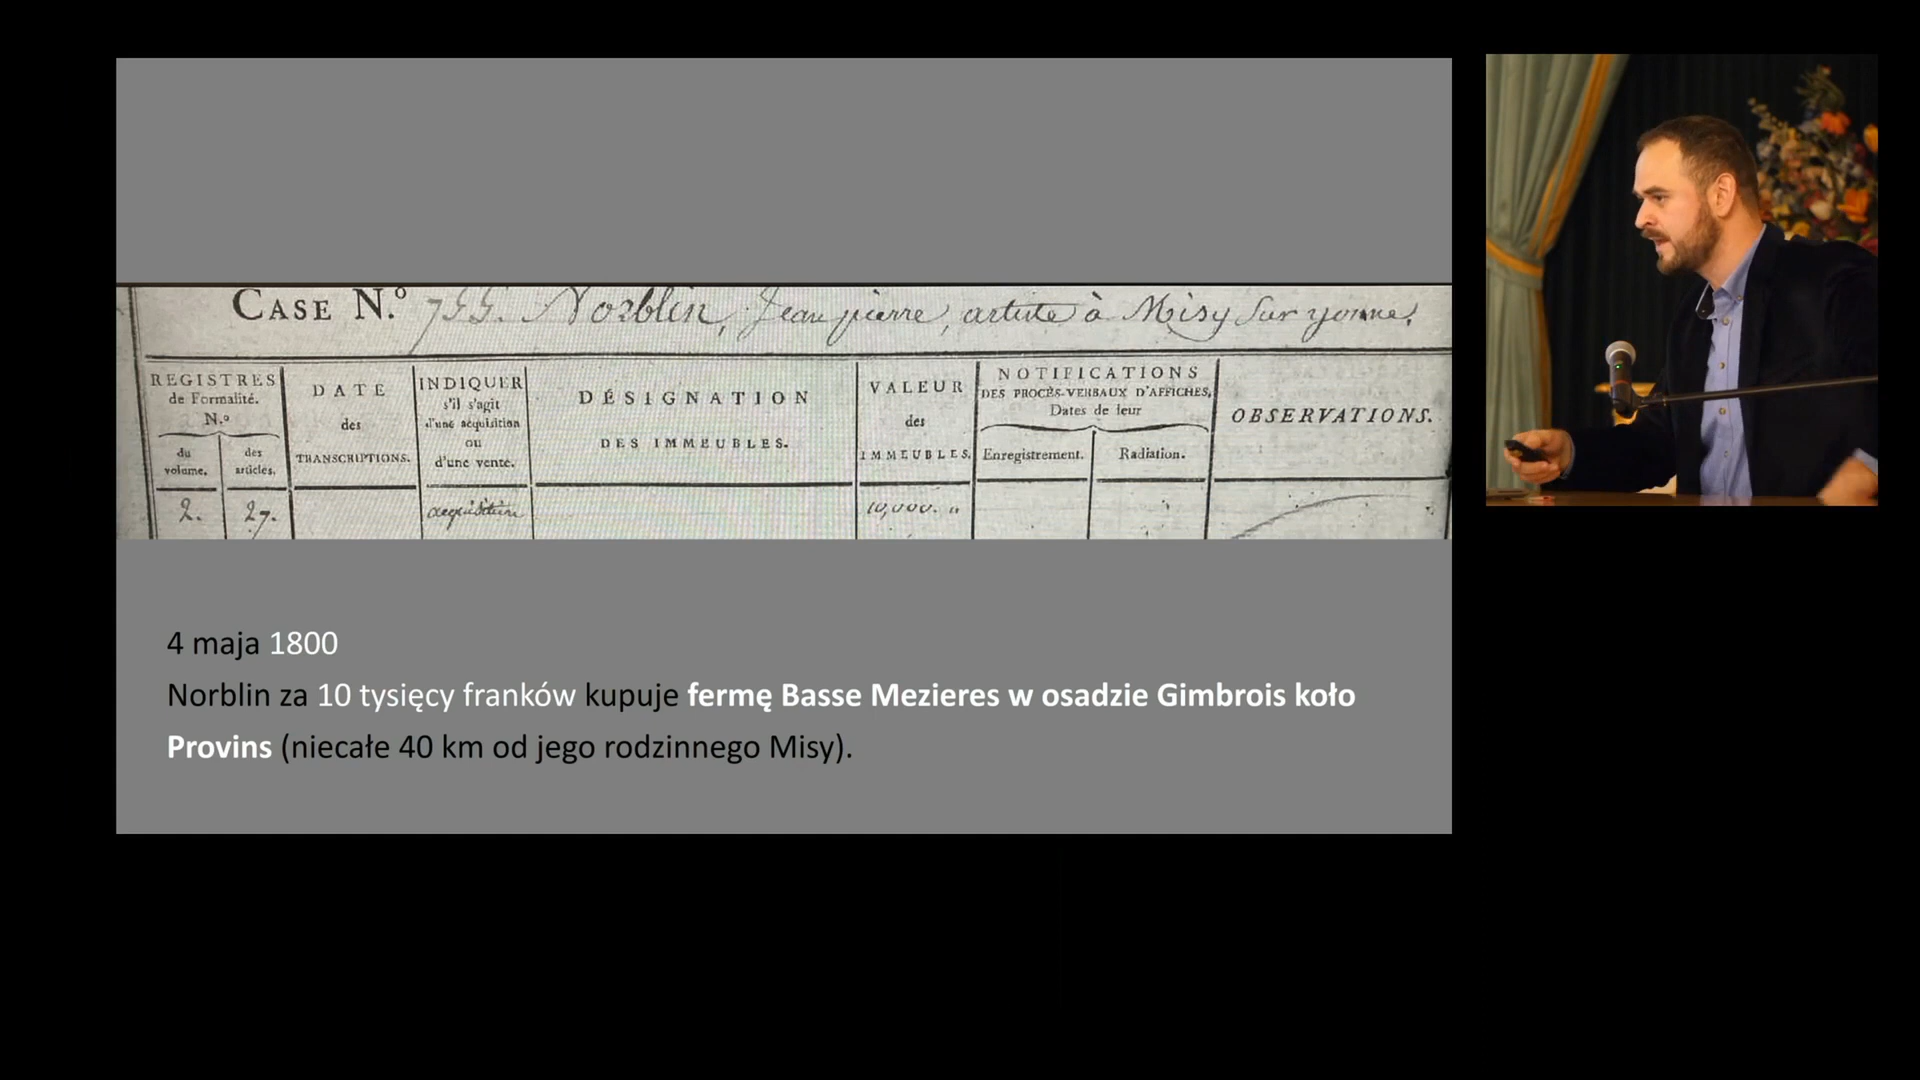 CASE N.º 755. Norblin, Jean pierre, artiste à Misy Sur yonne,
REGISTRES
de Formalité.
N.º
du
volume.
des
articles.
DATE
des
TRANSCRIPTIONS.
INDIQUER
s'il s'agit
d'une acquisition
ou
d'une vente.
DÉSIGNATION
DES IMMEUBLES.
VALEUR
des
IMMEUBLES.
NOTIFICATIONS
DES PROCÈS-VERBAUX D'AFFICHES,
Dates de leur
Enregistrement.
Radiation.
OBSERVATIONS.
2. 27. acquisition 10,000. "
4 maja 1800
Norblin za 10 tysięcy franków kupuje fermę Basse Mezieres w osadzie Gimbrois koło
Provins (niecałe 40 km od jego rodzinnego Misy).